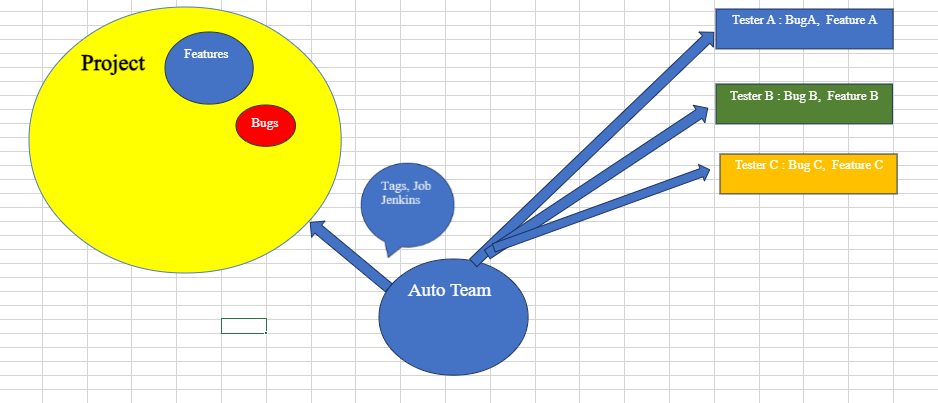 Project
Features
Bugs
Tags, Job
Jenkins
Auto Team
Tester A : BugA, Feature A
Tester B : Bug B, Feature B
Tester C : Bug C, Feature C